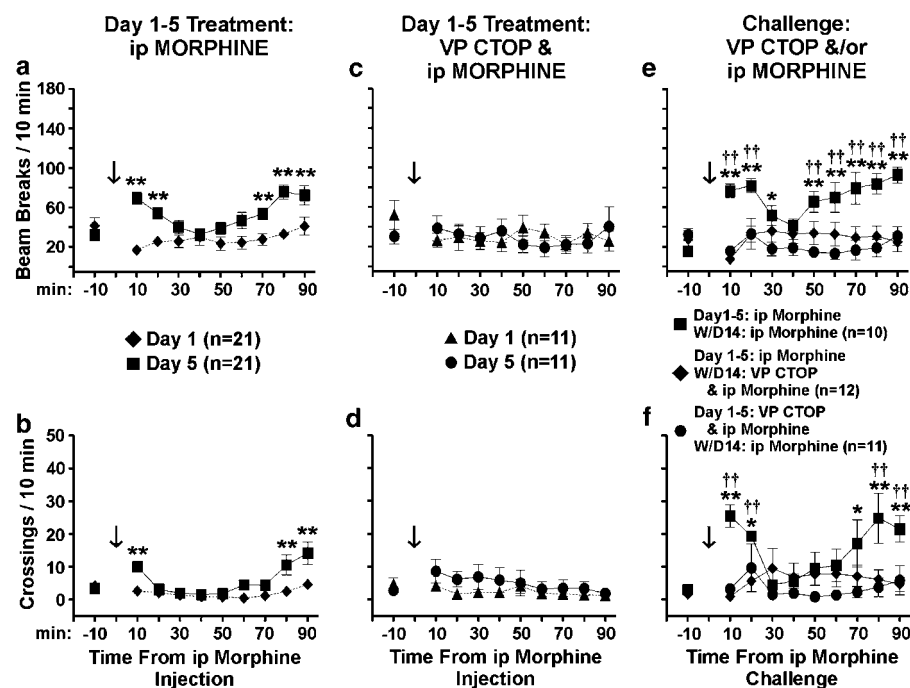 Day 1-5 Treatment:
ip MORPHINE
Day 1-5 Treatment:
VP CTOP &
ip MORPHINE
Challenge:
VP CTOP &/or
ip MORPHINE
a
c
e
Beam Breaks / 10 min
180
140
100
60
20
↓
** ** ** ** **
↓
↓
†† †† †† †† †† †† ††
** ** * ** ** ** ** **
min: -10 10 30 50 70 90
-10 10 30 50 70 90
-10 10 30 50 70 90
◆ Day 1 (n=21)
■ Day 5 (n=21)
▲ Day 1 (n=11)
● Day 5 (n=11)
■ Day1-5: ip Morphine
W/D14: ip Morphine (n=10)
◆ Day 1-5: ip Morphine
W/D14: VP CTOP
& ip Morphine (n=12)
● Day 1-5: VP CTOP
& ip Morphine
W/D14: ip Morphine (n=11)
b
d
f
Crossings / 10 min
50
40
30
20
10
0
↓
** ** **
↓
↓
†† †† †† ††
** * * ** **
min: -10 10 30 50 70 90
-10 10 30 50 70 90
-10 10 30 50 70 90
Time From ip Morphine
Injection
Time From ip Morphine
Injection
Time From ip Morphine
Challenge